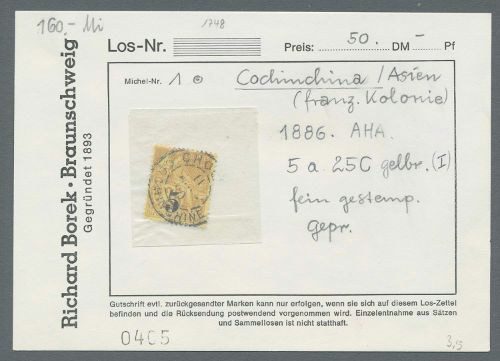 160.- Mi
1748
Los-Nr.
Preis: 50. DM - Pf
Michel-Nr. 1
Cochinchina / Asien
(franz. Kolonie)
1886. AHA.
5 a. 25C gelbr. (I)
fein gestemp.
gepr.
5
CHINE
Richard Borek · Braunschweig
Gegründet 1893
Gutschrift evtl. zurückgesandter Marken kann nur erfolgen, wenn sie sich auf diesem Los-Zettel
befinden und die Rücksendung postwendend vorgenommen wird. Einzelentnahme aus Sätzen
und Sammellosen ist nicht statthaft.
0405
3,5